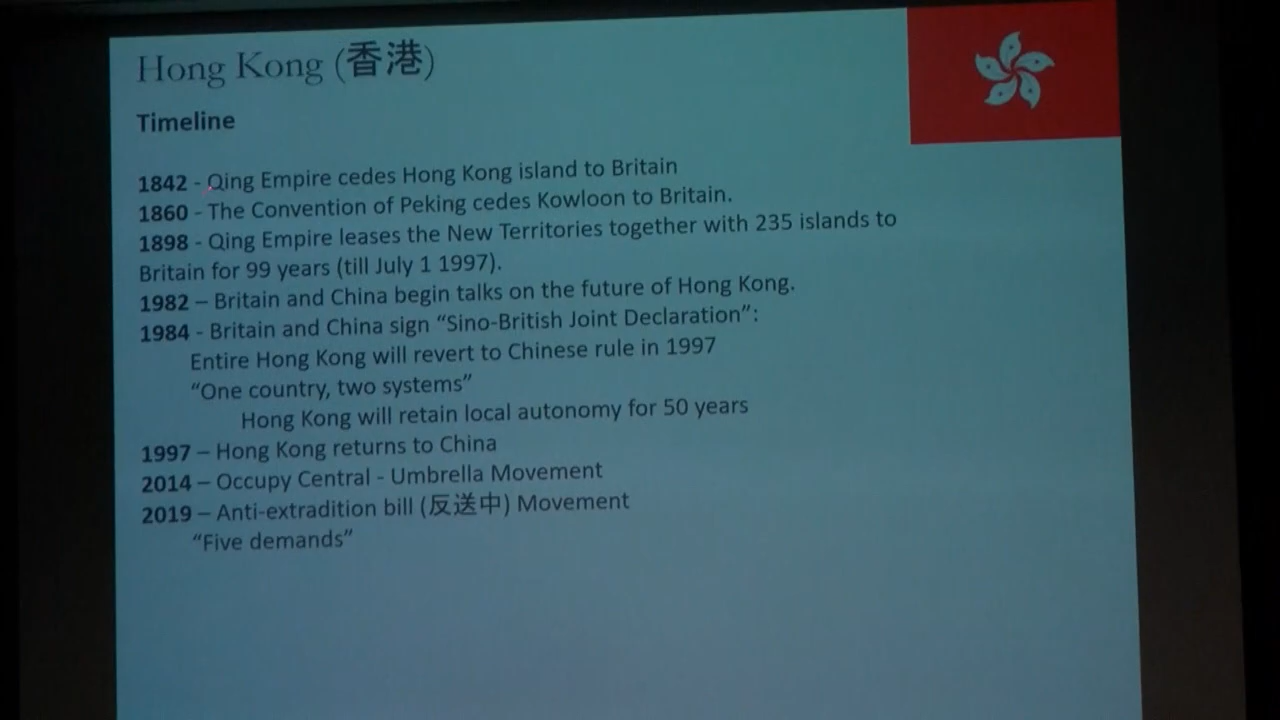 Hong Kong (香港)
Timeline
1842 - Qing Empire cedes Hong Kong island to Britain
1860 - The Convention of Peking cedes Kowloon to Britain.
1898 - Qing Empire leases the New Territories together with 235 islands to
Britain for 99 years (till July 1 1997).
1982 – Britain and China begin talks on the future of Hong Kong.
1984 - Britain and China sign “Sino-British Joint Declaration”:
Entire Hong Kong will revert to Chinese rule in 1997
“One country, two systems”
Hong Kong will retain local autonomy for 50 years
1997 – Hong Kong returns to China
2014 – Occupy Central - Umbrella Movement
2019 – Anti-extradition bill (反送中) Movement
“Five demands”